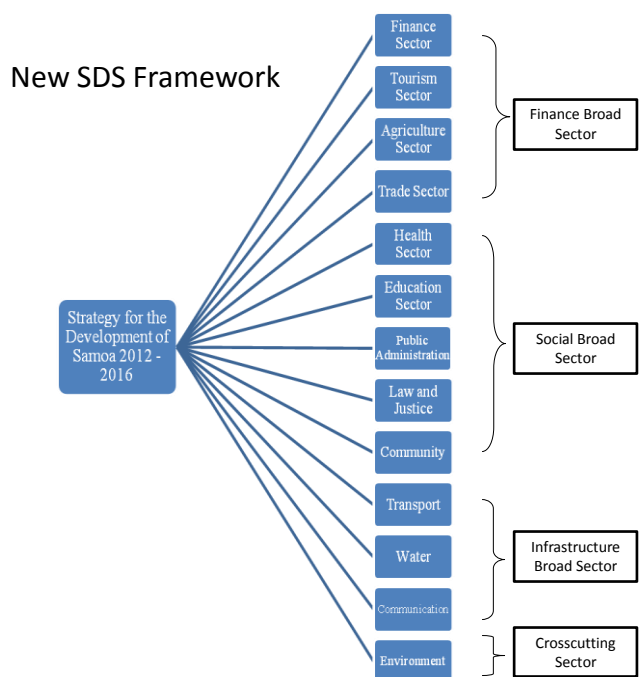 New SDS Framework
Strategy for the
Development of
Samoa 2012 -
2016
Finance
Sector
Tourism
Sector
Agriculture
Sector
Trade Sector
Health
Sector
Education
Sector
Public
Administration
Law and
Justice
Community
Transport
Water
Communication
Environment
Finance Broad
Sector
Social Broad
Sector
Infrastructure
Broad Sector
Crosscutting
Sector